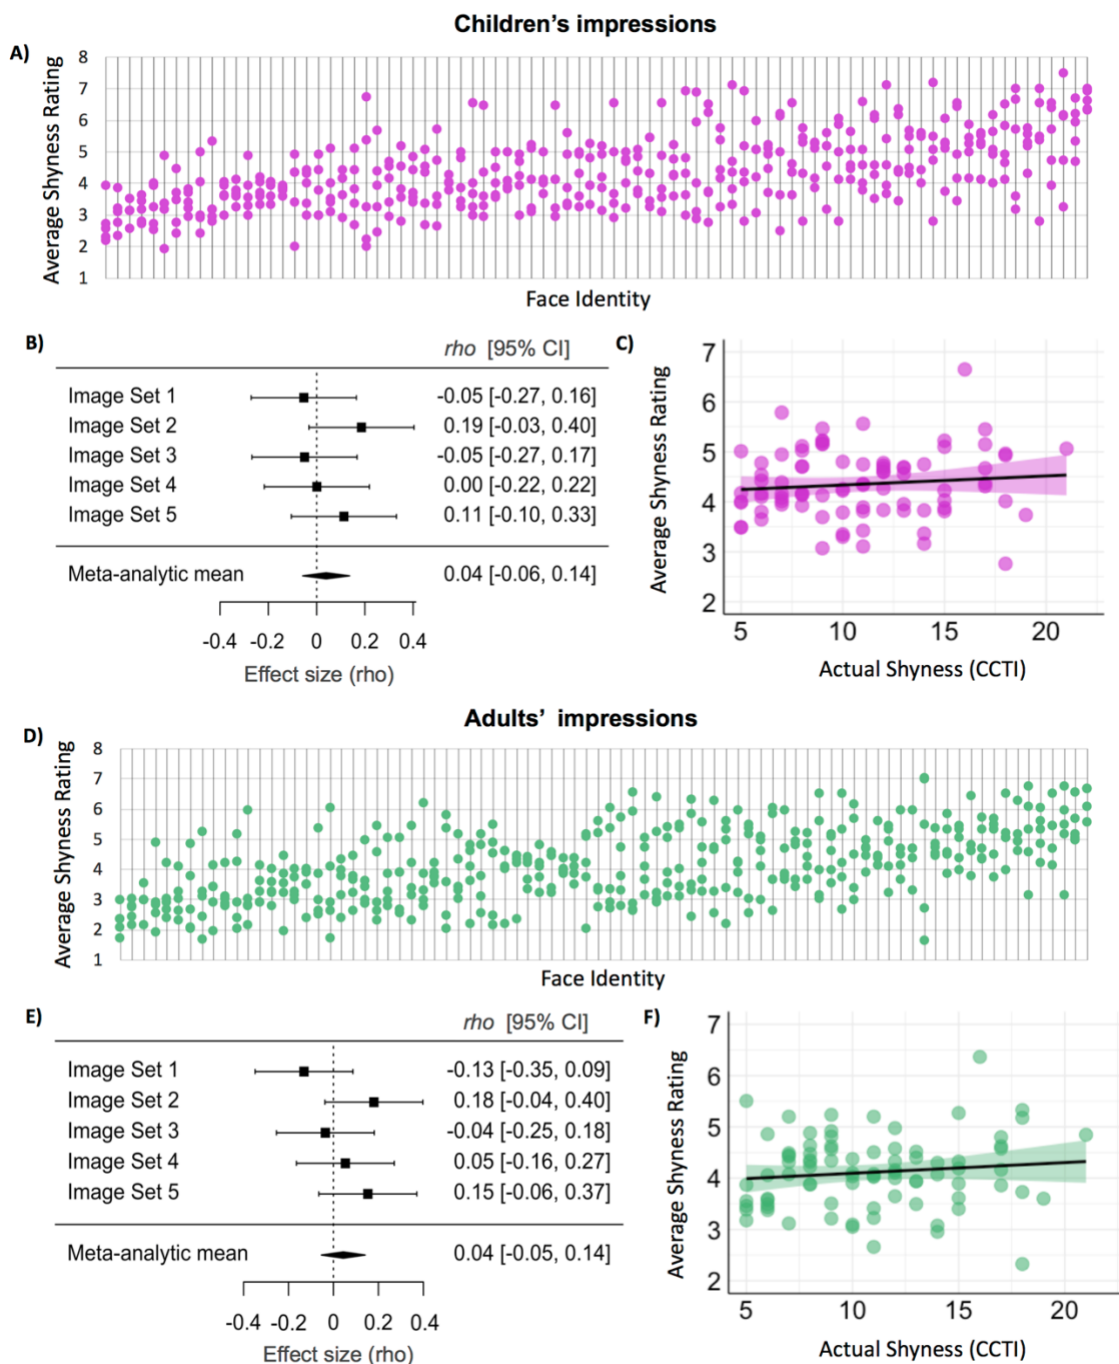 Children's impressions
A)
Average Shyness Rating
8
7
6
5
4
3
2
1
Face Identity
B)
rho [95% CI]
Image Set 1 -0.05 [-0.27, 0.16]
Image Set 2 0.19 [-0.03, 0.40]
Image Set 3 -0.05 [-0.27, 0.17]
Image Set 4 0.00 [-0.22, 0.22]
Image Set 5 0.11 [-0.10, 0.33]
Meta-analytic mean 0.04 [-0.06, 0.14]
-0.4 -0.2 0 0.2 0.4
Effect size (rho)
C)
Average Shyness Rating
7
6
5
4
3
2
5 10 15 20
Actual Shyness (CCTI)
Adults' impressions
D)
Average Shyness Rating
8
7
6
5
4
3
2
1
Face Identity
E)
rho [95% CI]
Image Set 1 -0.13 [-0.35, 0.09]
Image Set 2 0.18 [-0.04, 0.40]
Image Set 3 -0.04 [-0.25, 0.18]
Image Set 4 0.05 [-0.16, 0.27]
Image Set 5 0.15 [-0.06, 0.37]
Meta-analytic mean 0.04 [-0.05, 0.14]
-0.4 -0.2 0 0.2 0.4
Effect size (rho)
F)
Average Shyness Rating
7
6
5
4
3
2
5 10 15 20
Actual Shyness (CCTI)